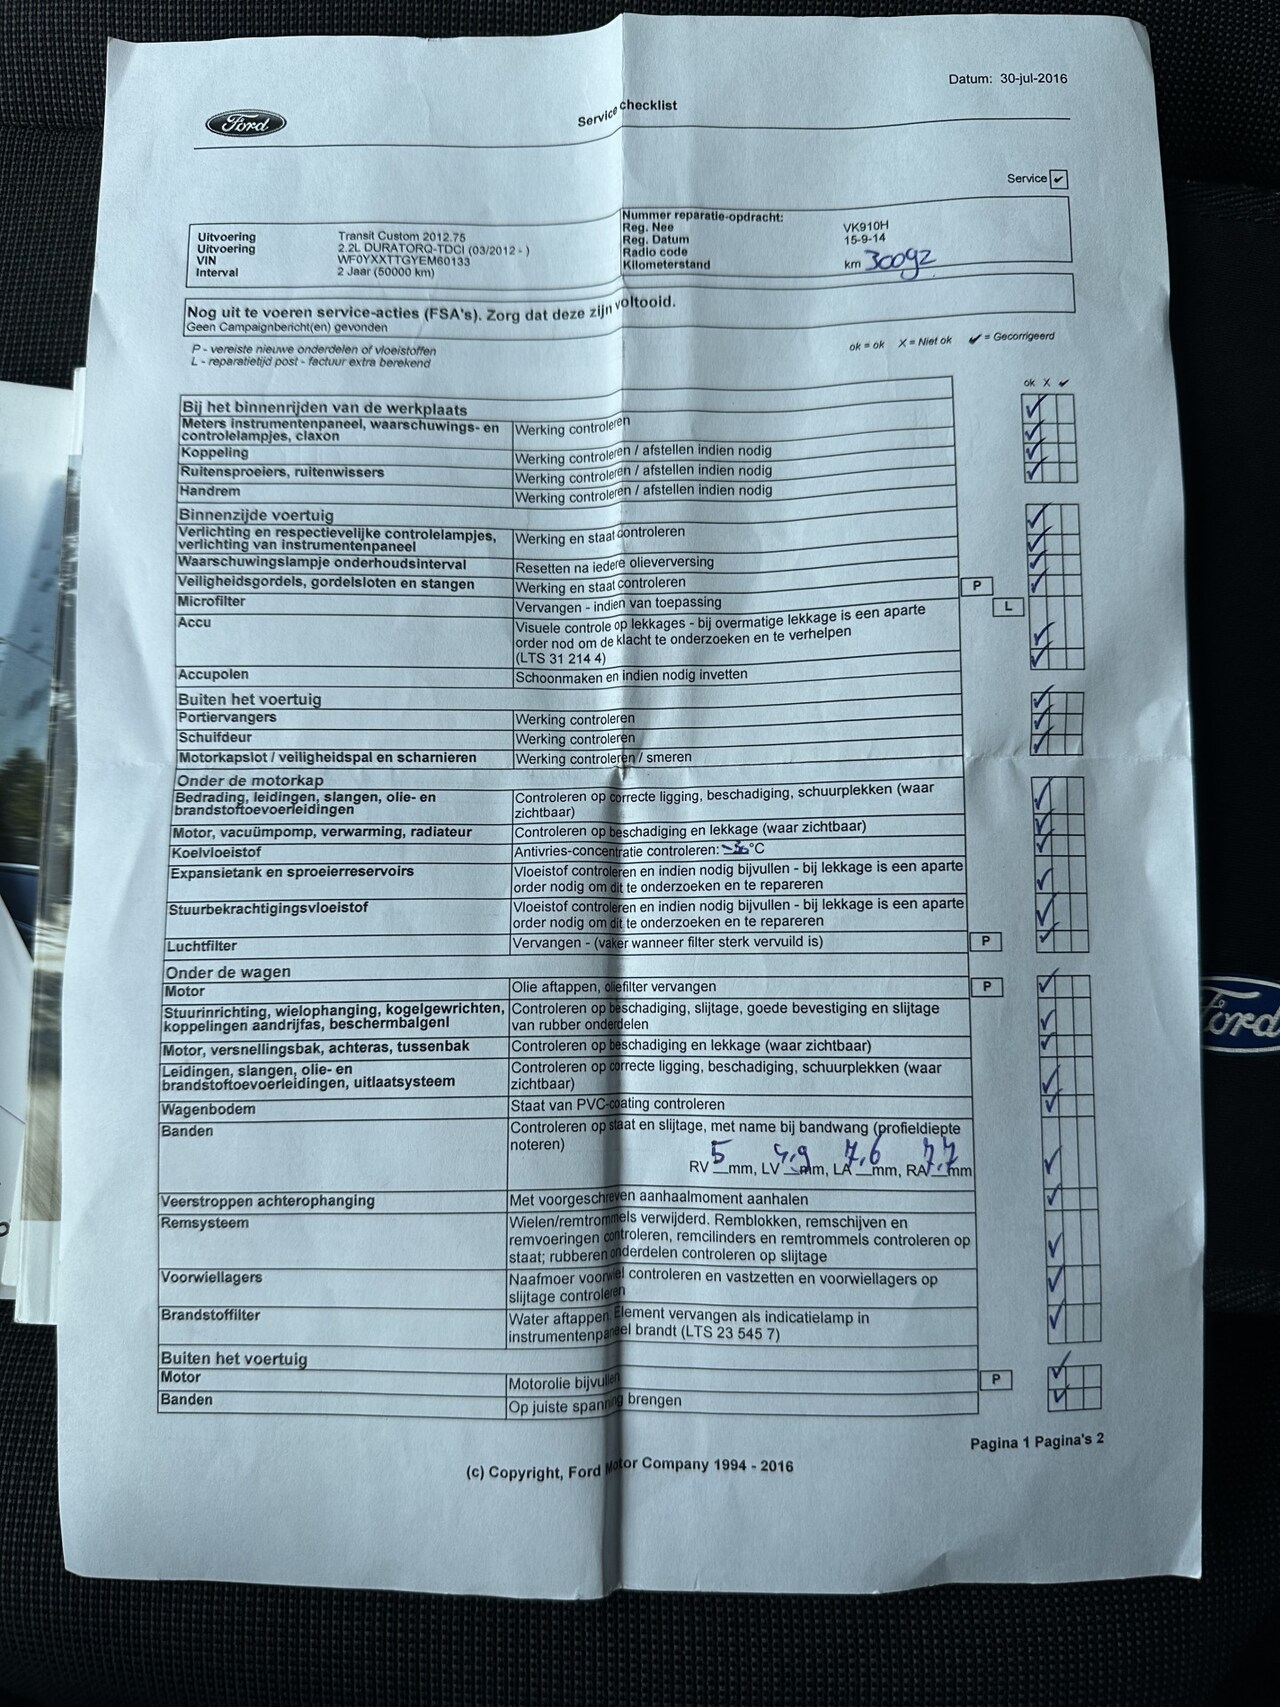 Datum: 30-jul-2016
Ford
Service checklist
Service ✔
Uitvoering Transit Custom 2012.75
Uitvoering 2.2L DURATORQ-TDCI (03/2012 - )
VIN WF0YXXTTGYEM60133
Interval 2 Jaar (50000 km)
Nummer reparatie-opdracht:
Reg. Nee VK910H
Reg. Datum 15-9-14
Radio code
Kilometerstand km 30092
Nog uit te voeren service-acties (FSA's). Zorg dat deze zijn voltooid.
Geen Campaignbericht(en) gevonden
P - vereiste nieuwe onderdelen of vloeistoffen
L - reparatietijd post - factuur extra berekend
ok = ok X = Niet ok ✔ = Gecorrigeerd
ok X ✔
Bij het binnenrijden van de werkplaats
Meters instrumentenpaneel, waarschuwings- en
controlelampjes, claxon
Werking controleren
Koppeling Werking controleren / afstellen indien nodig
Ruitensproeiers, ruitenwissers Werking controleren / afstellen indien nodig
Handrem Werking controleren / afstellen indien nodig
Binnenzijde voertuig
Verlichting en respectievelijke controlelampjes,
verlichting van instrumentenpaneel
Werking en staat controleren
Waarschuwingslampje onderhoudsinterval Resetten na iedere olieverversing
Veiligheidsgordels, gordelsloten en stangen Werking en staat controleren
Microfilter Vervangen - indien van toepassing P L
Accu Visuele controle op lekkages - bij overmatige lekkage is een aparte
order nod om de klacht te onderzoeken en te verhelpen
(LTS 31 214 4)
Accupolen Schoonmaken en indien nodig invetten
Buiten het voertuig
Portiervangers Werking controleren
Schuifdeur Werking controleren
Motorkapslot / veiligheidspal en scharnieren Werking controleren / smeren
Onder de motorkap
Bedrading, leidingen, slangen, olie- en
brandstoftoevoerleidingen
Controleren op correcte ligging, beschadiging, schuurplekken (waar
zichtbaar)
Motor, vacuümpomp, verwarming, radiateur Controleren op beschadiging en lekkage (waar zichtbaar)
Koelvloeistof Antivries-concentratie controleren: °C
Expansietank en sproeierreservoirs Vloeistof controleren en indien nodig bijvullen - bij lekkage is een aparte
order nodig om dit te onderzoeken en te repareren
Stuurbekrachtigingsvloeistof Vloeistof controleren en indien nodig bijvullen - bij lekkage is een aparte
order nodig om dit te onderzoeken en te repareren
Luchtfilter Vervangen - (vaker wanneer filter sterk vervuild is) P
Onder de wagen
Motor Olie aftappen, oliefilter vervangen P
Stuurinrichting, wielophanging, kogelgewrichten,
koppelingen aandrijfas, beschermbalgenl
Controleren op beschadiging, slijtage, goede bevestiging en slijtage
van rubber onderdelen
Motor, versnellingsbak, achteras, tussenbak Controleren op beschadiging en lekkage (waar zichtbaar)
Leidingen, slangen, olie- en
brandstoftoevoerleidingen, uitlaatsysteem
Controleren op correcte ligging, beschadiging, schuurplekken (waar
zichtbaar)
Wagenbodem Staat van PVC-coating controleren
Banden Controleren op staat en slijtage, met name bij bandwang (profieldiepte
noteren)
RV 5 mm, LV mm, LA 7,6 mm, RA 7,7 mm
Veerstroppen achterophanging Met voorgeschreven aanhaalmoment aanhalen
Remsysteem Wielen/remtrommels verwijderd. Remblokken, remschijven en
remvoeringen controleren, remcilinders en remtrommels controleren op
staat; rubberen onderdelen controleren op slijtage
Voorwiellagers Naafmoer voorwiel controleren en vastzetten en voorwiellagers op
slijtage controleren
Brandstoffilter Water aftappen. Element vervangen als indicatielamp in
instrumentenpaneel brandt (LTS 23 545 7)
Buiten het voertuig
Motor Motorolie bijvullen P
Banden Op juiste spanning brengen
Pagina 1 Pagina's 2
(c) Copyright, Ford Motor Company 1994 - 2016
Ford